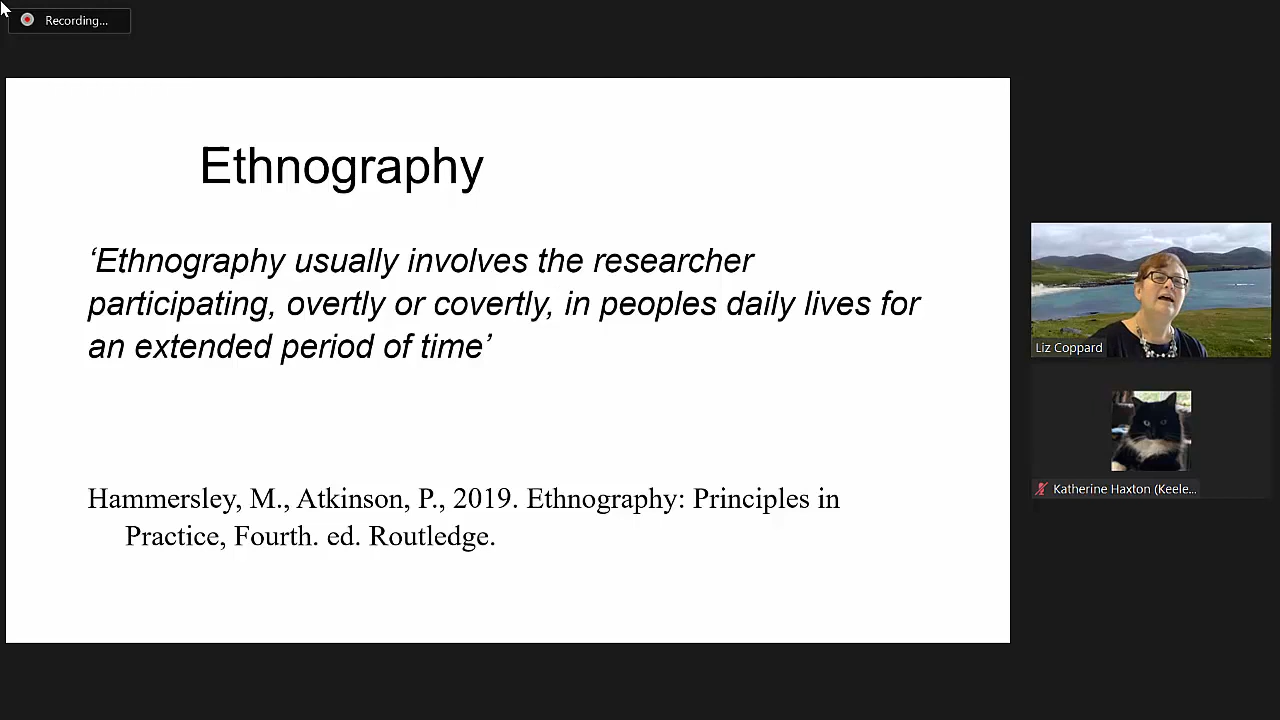 Recording...
Ethnography
‘Ethnography usually involves the researcher
participating, overtly or covertly, in peoples daily lives for
an extended period of time’
Hammersley, M., Atkinson, P., 2019. Ethnography: Principles in
Practice, Fourth. ed. Routledge.
Liz Coppard
Katherine Haxton (Keele...